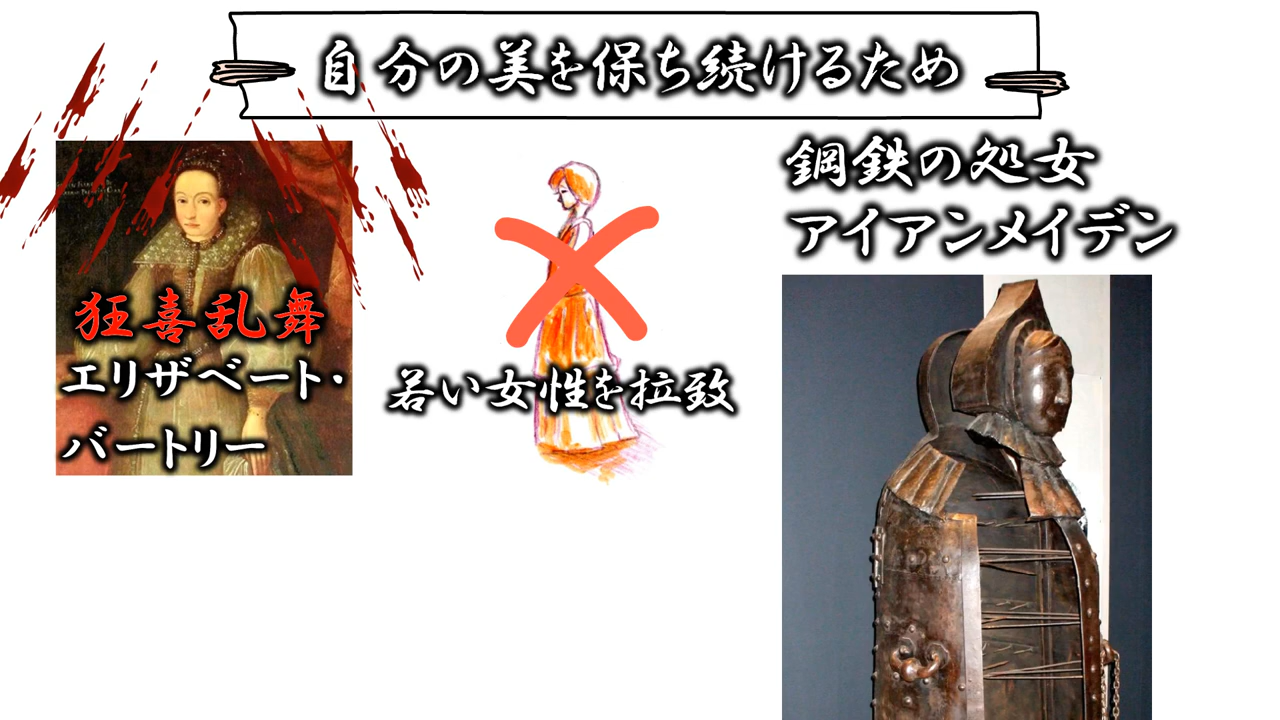 自分の美を保ち続けるため
鋼鉄の処女
アイアンメイデン
狂喜乱舞
エリザベート・
バートリー
若い女性を拉致